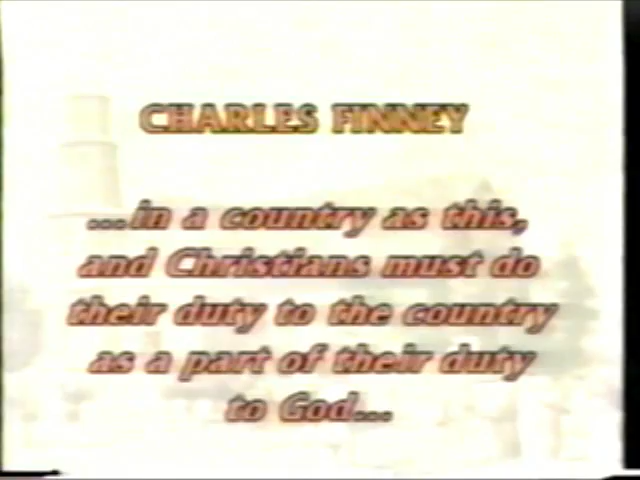 CHARLES FINNEY
...in a country as this,
and Christians must do
their duty to the country
as a part of their duty
to God...